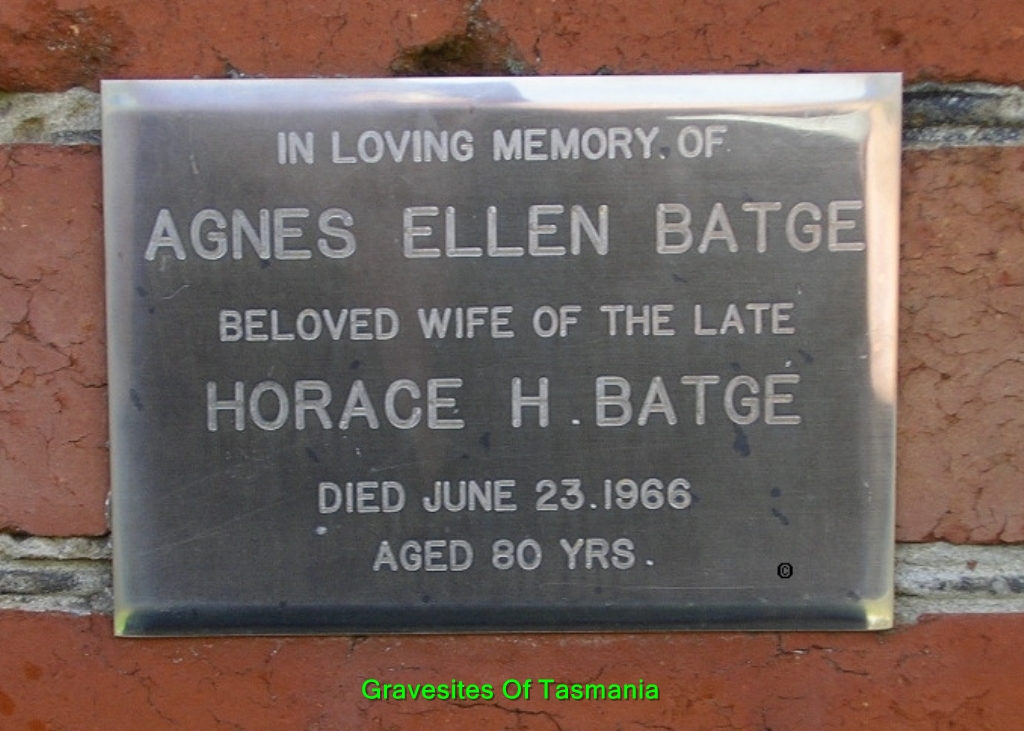 IN LOVING MEMORY OF
AGNES ELLEN BATGE
BELOVED WIFE OF THE LATE
HORACE H. BATGE
DIED JUNE 23.1966
AGED 80 YRS.
©
Gravesites Of Tasmania